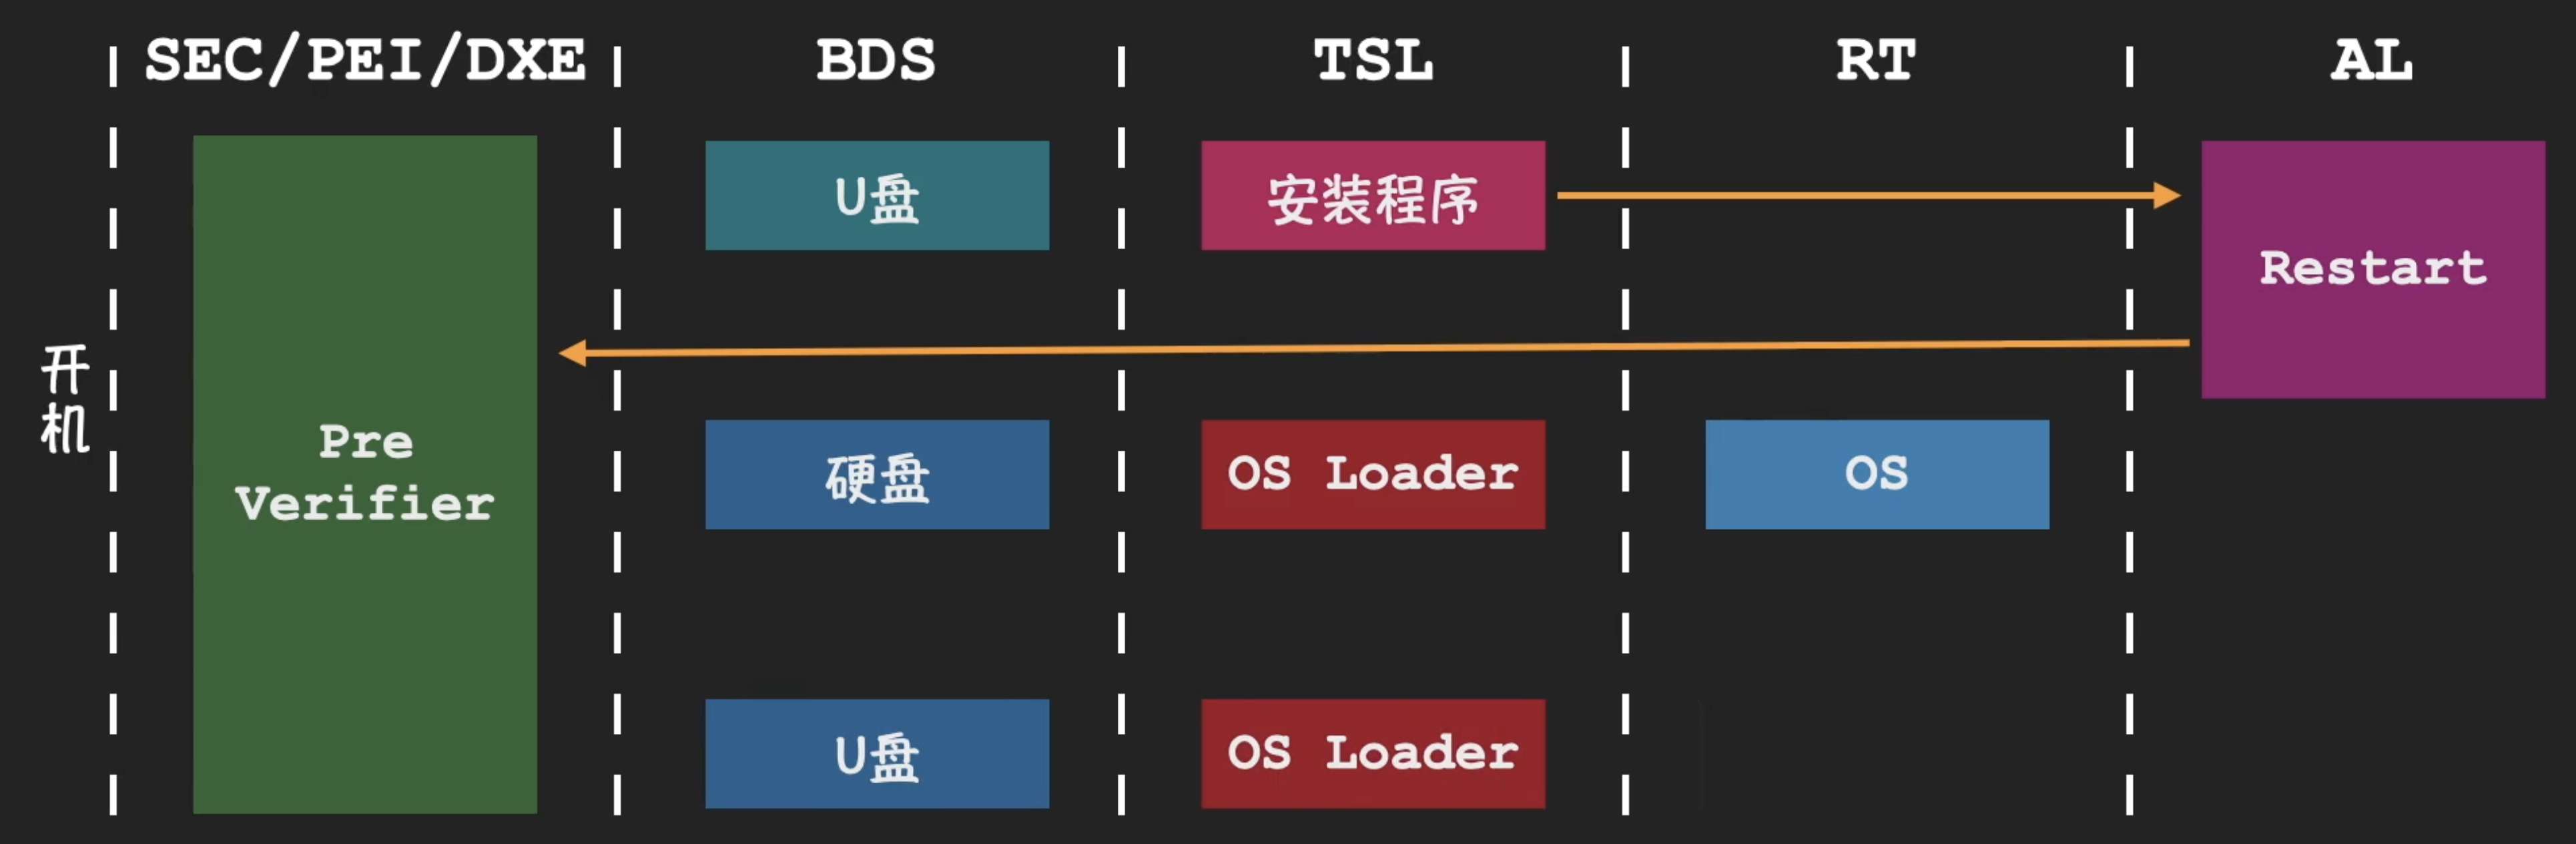 SEC/PEI/DXE
BDS
TSL
RT
AL
开
机
Pre
Verifier
U盘
安装程序
Restart
硬盘
OS Loader
OS
U盘
OS Loader